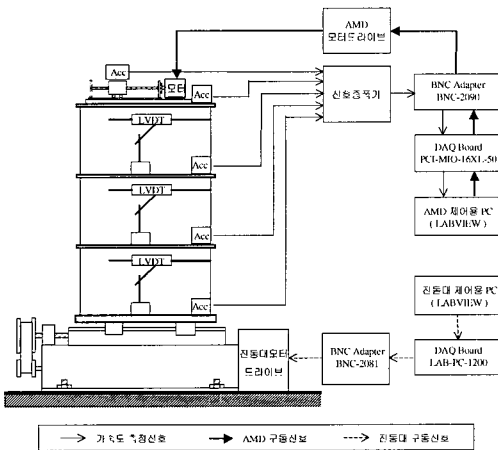 AMD
모터드라이브
Acc
모터
Acc
신호증폭기
BNC Adapter
BNC-2090
LVDT
Acc
DAQ Board
PCI-MIO-16XL-50
LVDT
Acc
AMD 제어용 PC
( LABVIEW )
LVDT
Acc
진동대 제어용 PC
( LABVIEW )
진동대모터
드라이브
BNC Adapter
BNC-2081
DAQ Board
LAB-PC-1200
가속도 측정신호
AMD 구동신호
진동대 구동신호